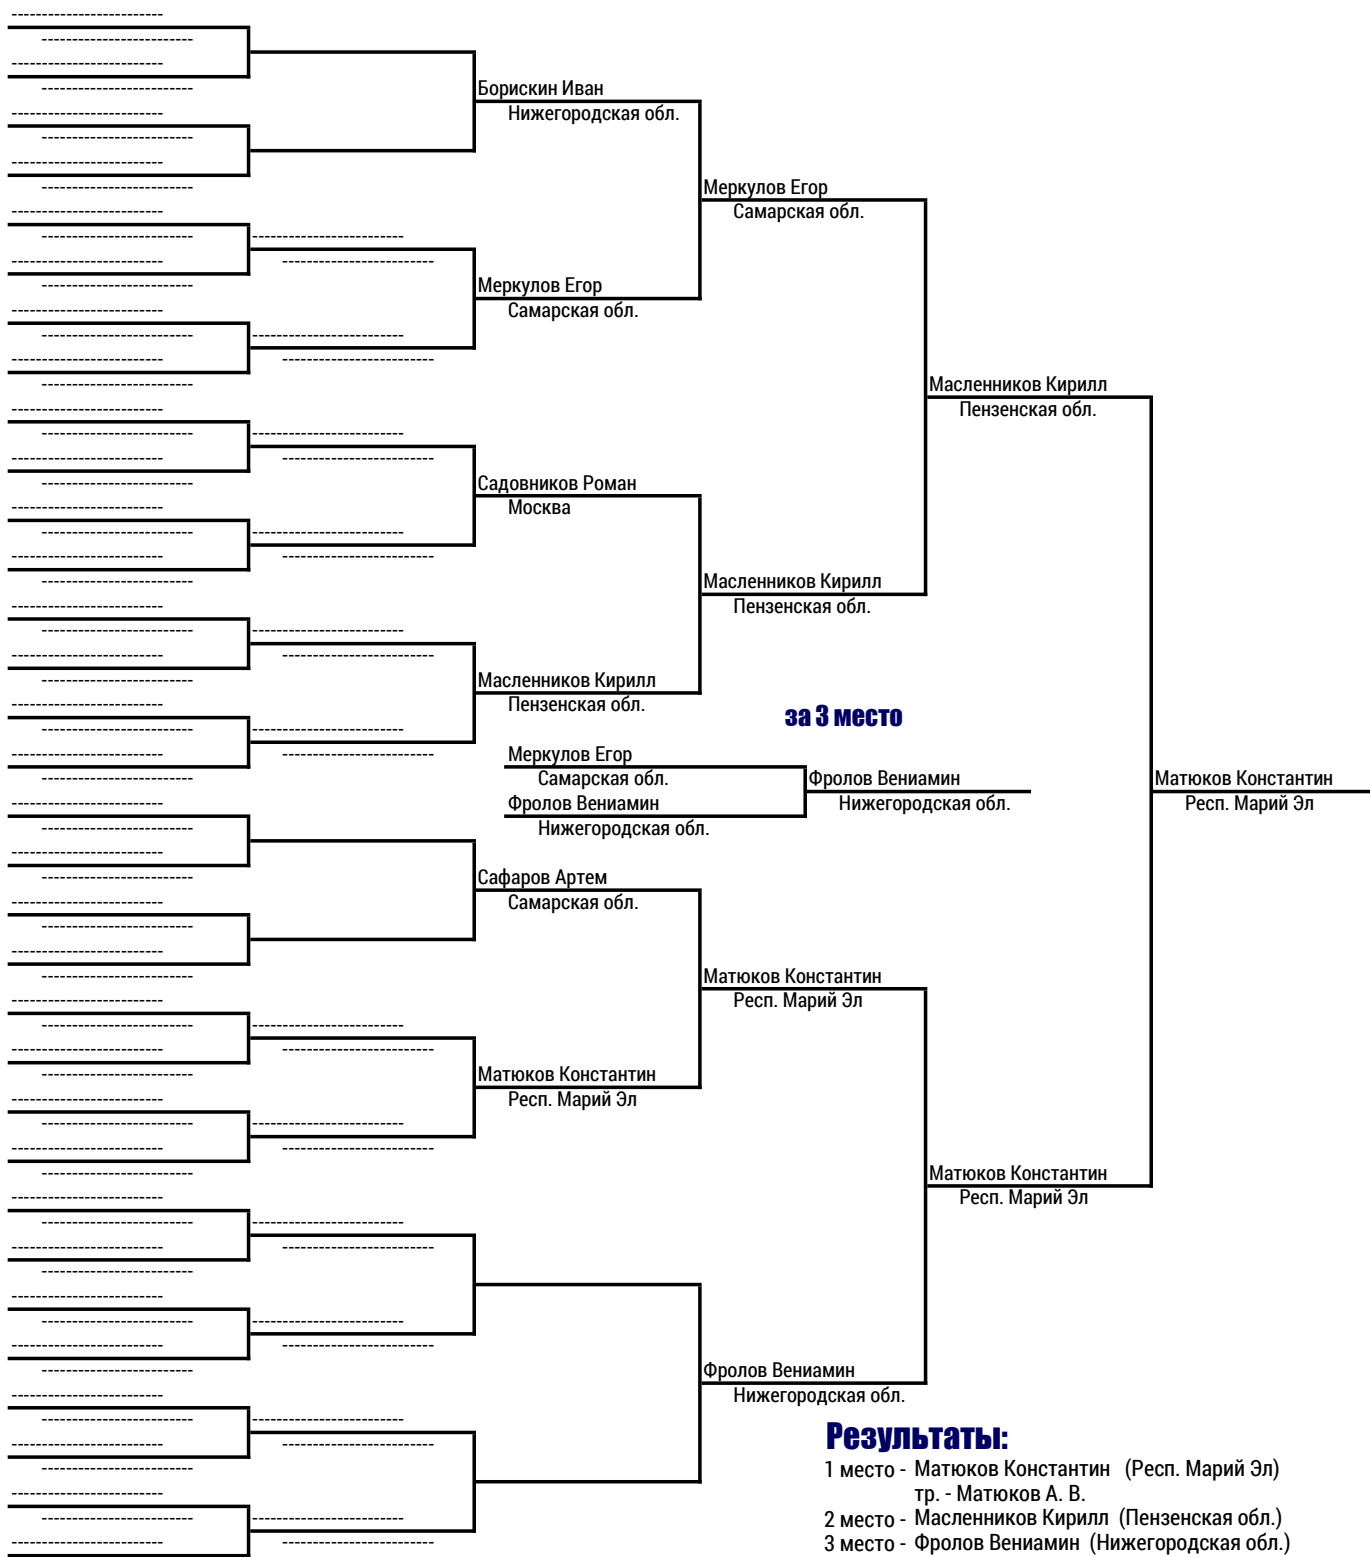 Борискин Иван
Нижегородская обл.
Меркулов Егор
Самарская обл.
Меркулов Егор
Самарская обл.
Масленников Кирилл
Пензенская обл.
Садовников Роман
Москва
Масленников Кирилл
Пензенская обл.
Масленников Кирилл
Пензенская обл.
за 3 место
Меркулов Егор
Самарская обл.
Фролов Вениамин
Нижегородская обл.
Фролов Вениамин
Нижегородская обл.
Матюков Константин
Респ. Марий Эл
Сафаров Артем
Самарская обл.
Матюков Константин
Респ. Марий Эл
Матюков Константин
Респ. Марий Эл
Матюков Константин
Респ. Марий Эл
Фролов Вениамин
Нижегородская обл.
Результаты:
1 место - Матюков Константин (Респ. Марий Эл)
тр. - Матюков А. В.
2 место - Масленников Кирилл (Пензенская обл.)
3 место - Фролов Вениамин (Нижегородская обл.)